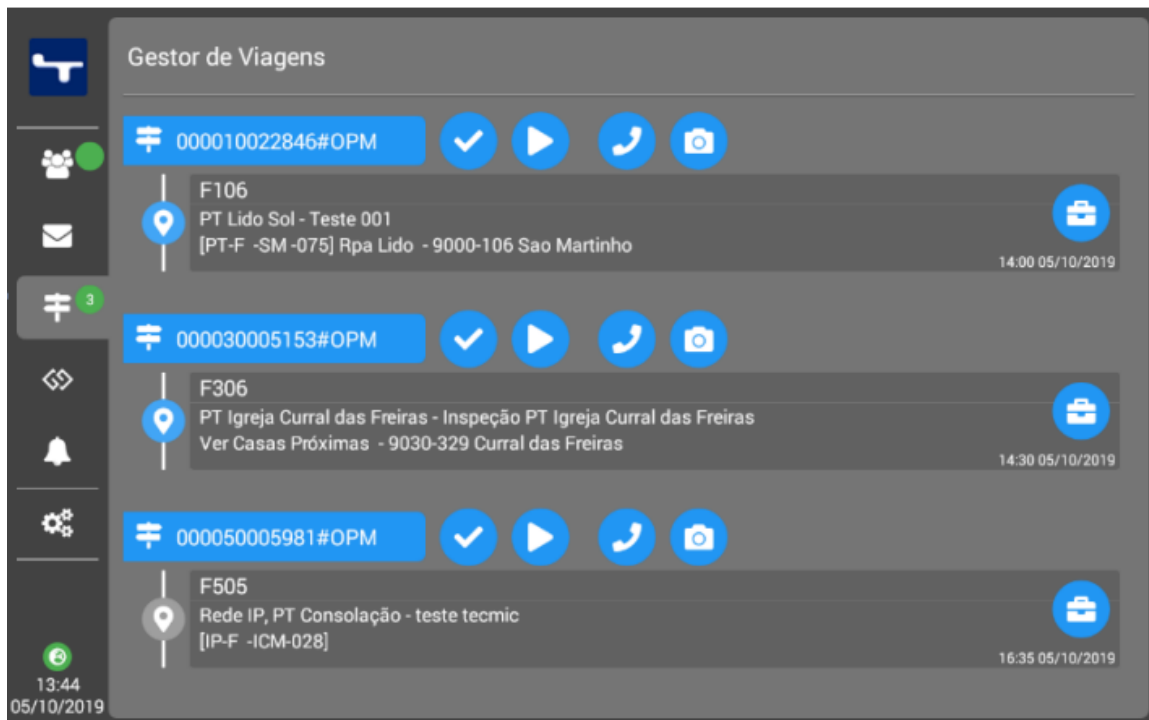 Gestor de Viagens
000010022846#OPM
F106
PT Lido Sol - Teste 001
[PT-F -SM -075] Rpa Lido - 9000-106 Sao Martinho
14:00 05/10/2019
3
000030005153#OPM
F306
PT Igreja Curral das Freiras - Inspeção PT Igreja Curral das Freiras
Ver Casas Próximas - 9030-329 Curral das Freiras
14:30 05/10/2019
000050005981#OPM
F505
Rede IP, PT Consolação - teste tecmic
[IP-F -ICM-028]
16:35 05/10/2019
13:44
05/10/2019